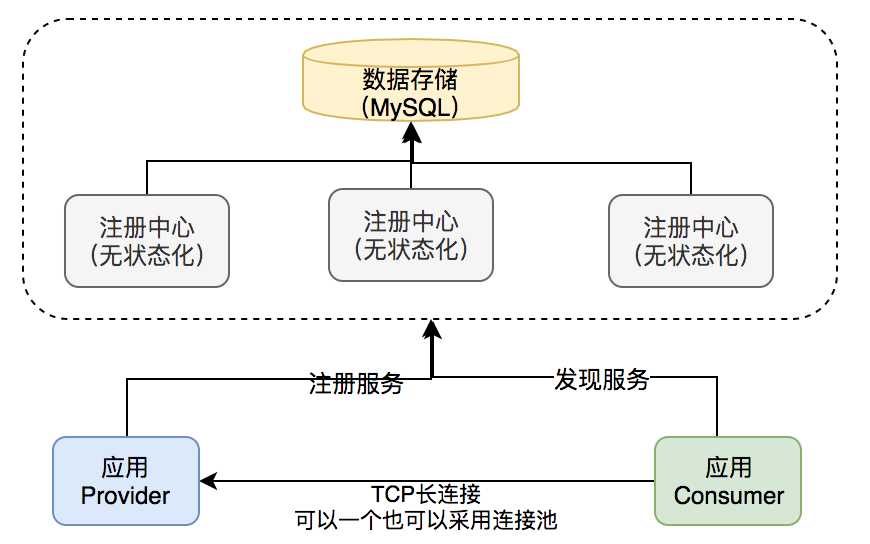 数据存储
（MySQL）
注册中心
（无状态化）
注册中心
（无状态化）
注册中心
（无状态化）
注册服务
发现服务
应用
Provider
应用
Consumer
TCP长连接
可以一个也可以采用连接池